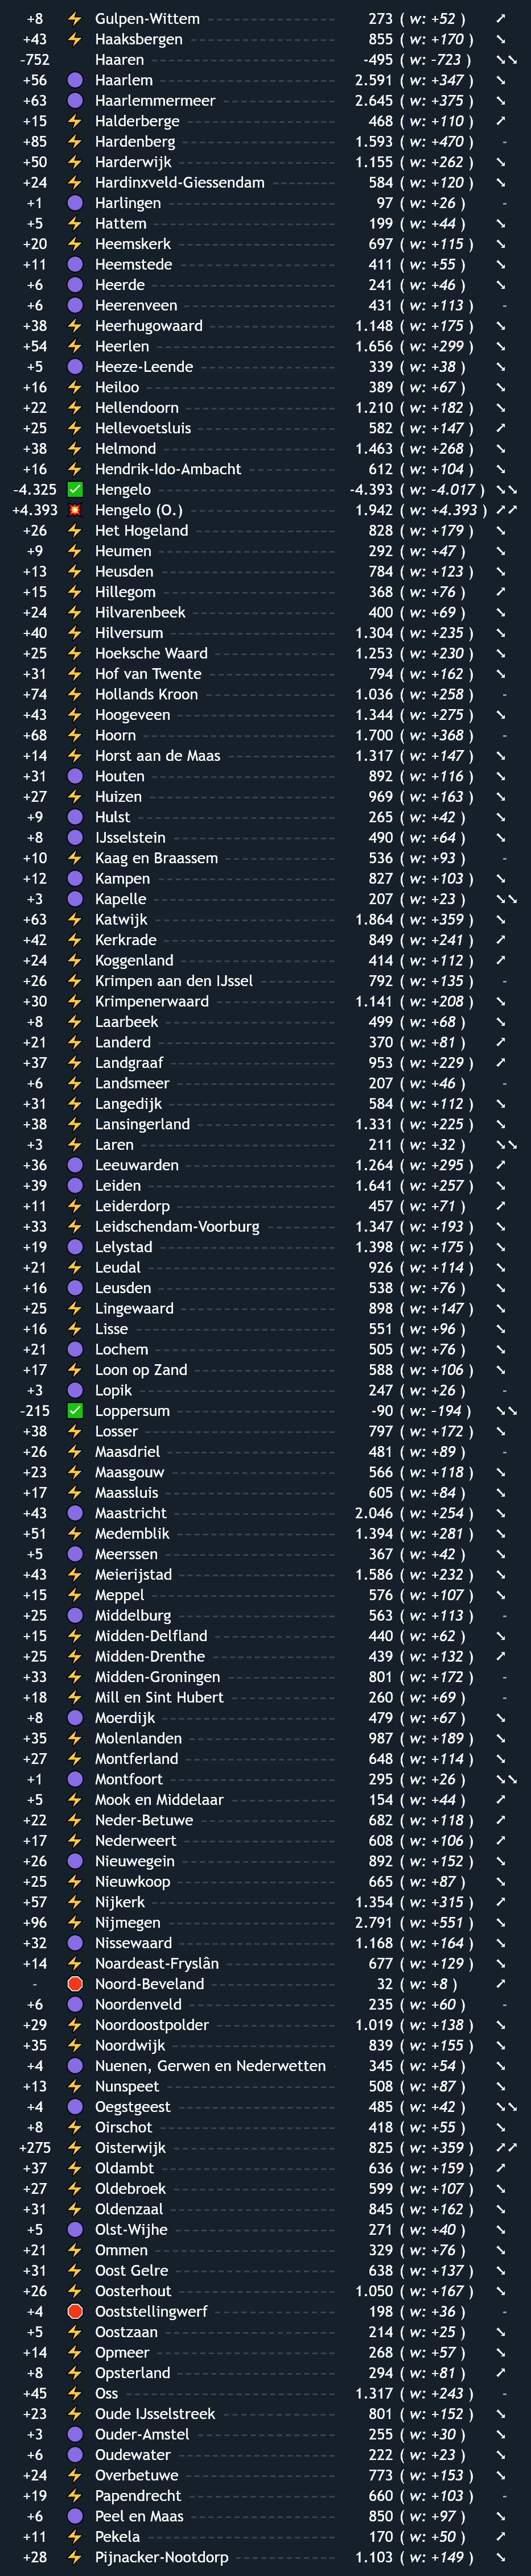 +8 Gulpen-Wittem 273 ( w: +52 )
+43 Haaksbergen 855 ( w: +170 )
-752 Haaren -495 ( w: -723 )
+56 Haarlem 2.591 ( w: +347 )
+63 Haarlemmermeer 2.645 ( w: +375 )
+15 Halderberge 468 ( w: +110 )
+85 Hardenberg 1.593 ( w: +470 )
+50 Harderwijk 1.155 ( w: +262 )
+24 Hardinxveld-Giessendam 584 ( w: +120 )
+1 Harlingen 97 ( w: +26 )
+5 Hattem 199 ( w: +44 )
+20 Heemskerk 697 ( w: +115 )
+11 Heemstede 411 ( w: +55 )
+6 Heerde 241 ( w: +46 )
+6 Heerenveen 431 ( w: +113 )
+38 Heerhugowaard 1.148 ( w: +175 )
+54 Heerlen 1.656 ( w: +299 )
+5 Heeze-Leende 339 ( w: +38 )
+16 Heiloo 389 ( w: +67 )
+22 Hellendoorn 1.210 ( w: +182 )
+25 Hellevoetsluis 582 ( w: +147 )
+38 Helmond 1.463 ( w: +268 )
+16 Hendrik-Ido-Ambacht 612 ( w: +104 )
-4.325 Hengelo -4.393 ( w: -4.017 )
+4.393 Hengelo (O.) 1.942 ( w: +4.393 )
+26 Het Hogeland 828 ( w: +179 )
+9 Heumen 292 ( w: +47 )
+13 Heusden 784 ( w: +123 )
+15 Hillegom 368 ( w: +76 )
+24 Hilvarenbeek 400 ( w: +69 )
+40 Hilversum 1.304 ( w: +235 )
+25 Hoeksche Waard 1.253 ( w: +230 )
+31 Hof van Twente 794 ( w: +162 )
+74 Hollands Kroon 1.036 ( w: +258 )
+43 Hoogeveen 1.344 ( w: +275 )
+68 Hoorn 1.700 ( w: +368 )
+14 Horst aan de Maas 1.317 ( w: +147 )
+31 Houten 892 ( w: +116 )
+27 Huizen 969 ( w: +163 )
+9 Hulst 265 ( w: +42 )
+8 IJsselstein 490 ( w: +64 )
+10 Kaag en Braassem 536 ( w: +93 )
+12 Kampen 827 ( w: +103 )
+3 Kapelle 207 ( w: +23 )
+63 Katwijk 1.864 ( w: +359 )
+42 Kerkrade 849 ( w: +241 )
+24 Koggenland 414 ( w: +112 )
+26 Krimpen aan den IJssel 792 ( w: +135 )
+30 Krimpenerwaard 1.141 ( w: +208 )
+8 Laarbeek 499 ( w: +68 )
+21 Landerd 370 ( w: +81 )
+37 Landgraaf 953 ( w: +229 )
+6 Landsmeer 207 ( w: +46 )
+31 Langedijk 584 ( w: +112 )
+38 Lansingerland 1.331 ( w: +225 )
+3 Laren 211 ( w: +32 )
+36 Leeuwarden 1.264 ( w: +295 )
+39 Leiden 1.641 ( w: +257 )
+11 Leiderdorp 457 ( w: +71 )
+33 Leidschendam-Voorburg 1.347 ( w: +193 )
+19 Lelystad 1.398 ( w: +175 )
+21 Leudal 926 ( w: +114 )
+16 Leusden 538 ( w: +76 )
+25 Lingewaard 898 ( w: +147 )
+16 Lisse 551 ( w: +96 )
+21 Lochem 505 ( w: +76 )
+17 Loon op Zand 588 ( w: +106 )
+3 Lopik 247 ( w: +26 )
-215 Loppersum -90 ( w: -194 )
+38 Losser 797 ( w: +172 )
+26 Maasdriel 481 ( w: +89 )
+23 Maasgouw 566 ( w: +118 )
+17 Maassluis 605 ( w: +84 )
+43 Maastricht 2.046 ( w: +254 )
+51 Medemblik 1.394 ( w: +281 )
+5 Meerssen 367 ( w: +42 )
+43 Meierijstad 1.586 ( w: +232 )
+15 Meppel 576 ( w: +107 )
+25 Middelburg 563 ( w: +113 )
+15 Midden-Delfland 440 ( w: +62 )
+25 Midden-Drenthe 439 ( w: +132 )
+33 Midden-Groningen 801 ( w: +172 )
+18 Mill en Sint Hubert 260 ( w: +69 )
+8 Moerdijk 479 ( w: +67 )
+35 Molenlanden 987 ( w: +189 )
+27 Montferland 648 ( w: +114 )
+1 Montfoort 295 ( w: +26 )
+5 Mook en Middelaar 154 ( w: +44 )
+22 Neder-Betuwe 682 ( w: +118 )
+17 Nederweert 608 ( w: +106 )
+26 Nieuwegein 892 ( w: +152 )
+25 Nieuwkoop 665 ( w: +87 )
+57 Nijkerk 1.354 ( w: +315 )
+96 Nijmegen 2.791 ( w: +551 )
+32 Nissewaard 1.168 ( w: +164 )
+14 Noardeast-Fryslân 677 ( w: +129 )
- Noord-Beveland 32 ( w: +8 )
+6 Noordenveld 235 ( w: +60 )
+29 Noordoostpolder 1.019 ( w: +138 )
+35 Noordwijk 839 ( w: +155 )
+4 Nuenen, Gerwen en Nederwetten 345 ( w: +54 )
+13 Nunspeet 508 ( w: +87 )
+4 Oegstgeest 485 ( w: +42 )
+8 Oirschot 418 ( w: +55 )
+275 Oisterwijk 825 ( w: +359 )
+37 Oldambt 636 ( w: +159 )
+27 Oldebroek 599 ( w: +107 )
+31 Oldenzaal 845 ( w: +162 )
+5 Olst-Wijhe 271 ( w: +40 )
+21 Ommen 329 ( w: +76 )
+31 Oost Gelre 638 ( w: +137 )
+26 Oosterhout 1.050 ( w: +167 )
+4 Ooststellingwerf 198 ( w: +36 )
+5 Oostzaan 214 ( w: +25 )
+14 Opmeer 268 ( w: +57 )
+8 Opsterland 294 ( w: +81 )
+45 Oss 1.317 ( w: +243 )
+23 Oude IJsselstreek 801 ( w: +152 )
+3 Ouder-Amstel 255 ( w: +30 )
+6 Oudewater 222 ( w: +23 )
+24 Overbetuwe 773 ( w: +153 )
+19 Papendrecht 660 ( w: +103 )
+6 Peel en Maas 850 ( w: +97 )
+11 Pekela 170 ( w: +50 )
+28 Pijnacker-Nootdorp 1.103 ( w: +149 )